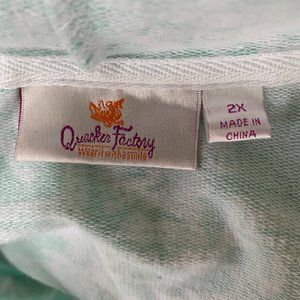 Quacker Factory
Wear it with a smile
2X
MADE IN
CHINA